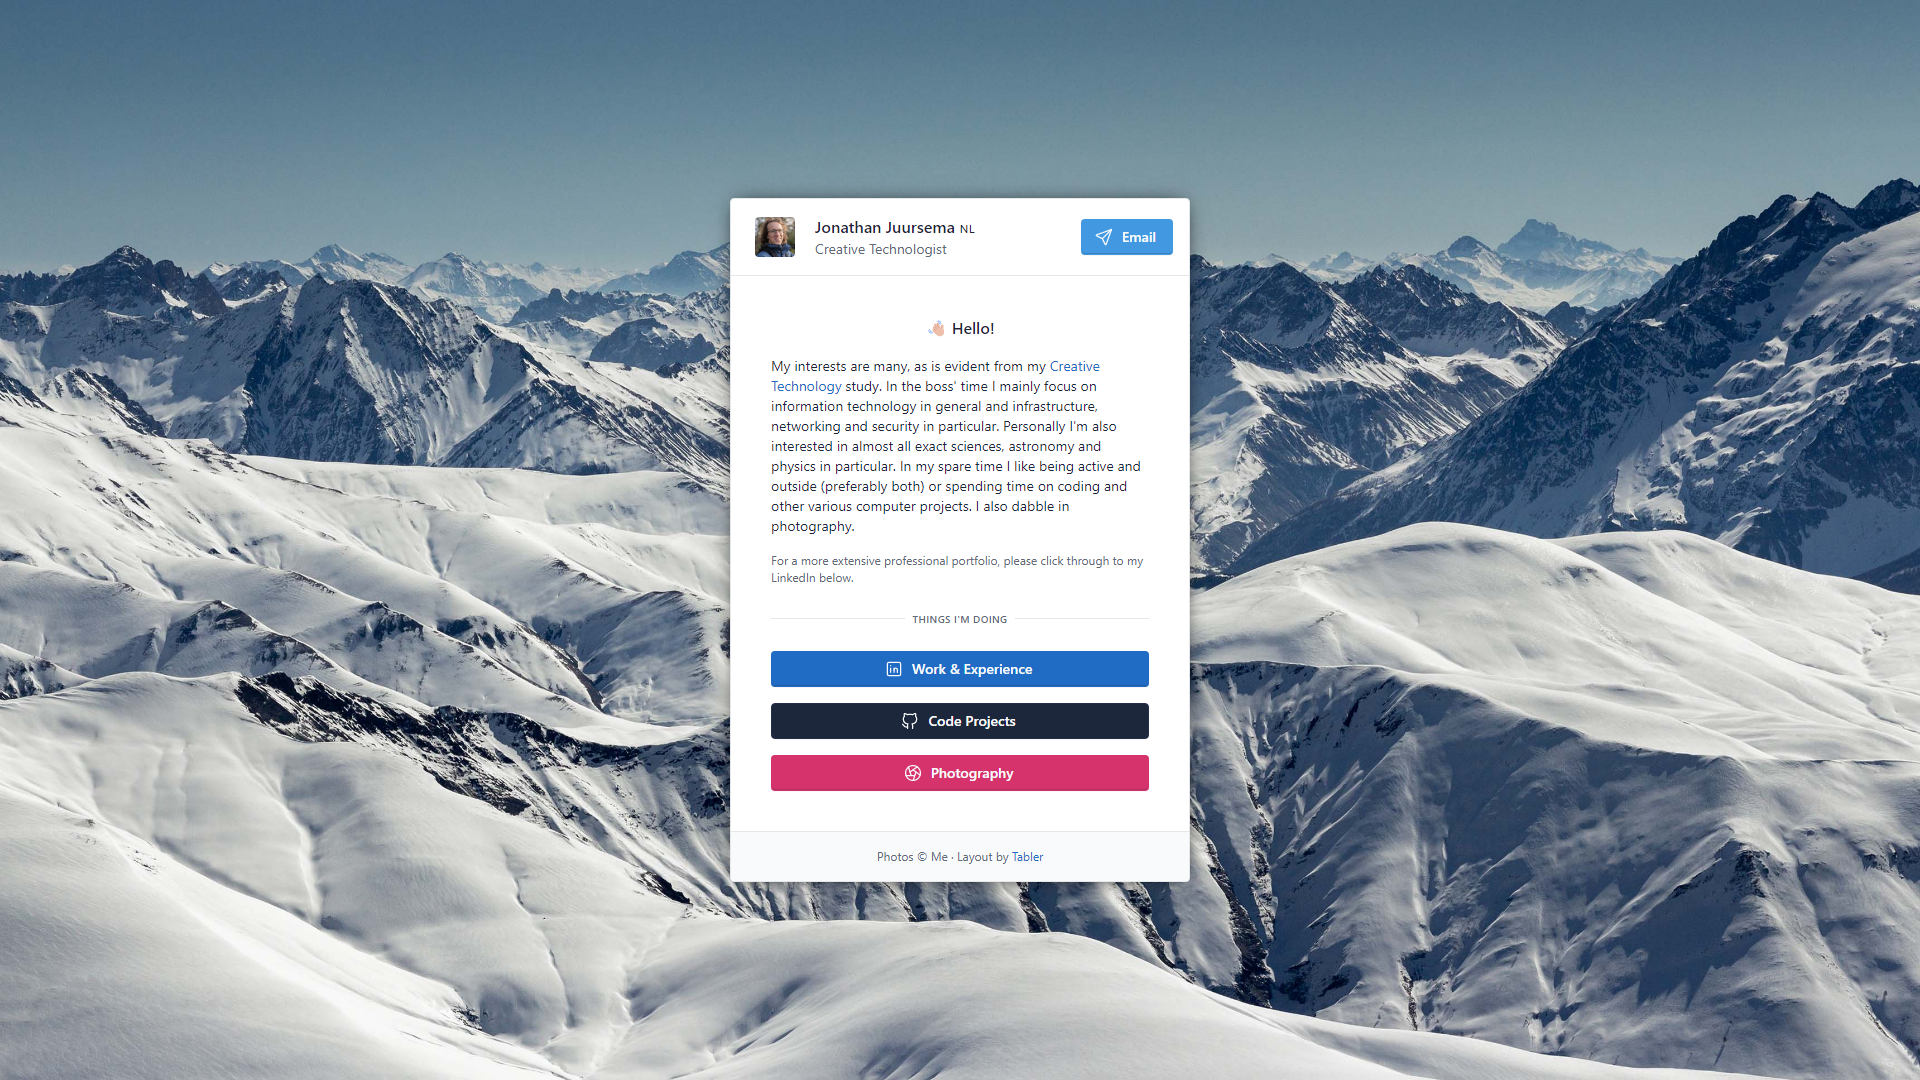 Jonathan Juursema NL
Creative Technologist
Email
Hello!
My interests are many, as is evident from my Creative
Technology study. In the boss' time I mainly focus on
information technology in general and infrastructure,
networking and security in particular. Personally I'm also
interested in almost all exact sciences, astronomy and
physics in particular. In my spare time I like being active and
outside (preferably both) or spending time on coding and
other various computer projects. I also dabble in
photography.
For a more extensive professional portfolio, please click through to my
LinkedIn below.
THINGS I'M DOING
Work & Experience
Code Projects
Photography
Photos © Me · Layout by Tabler